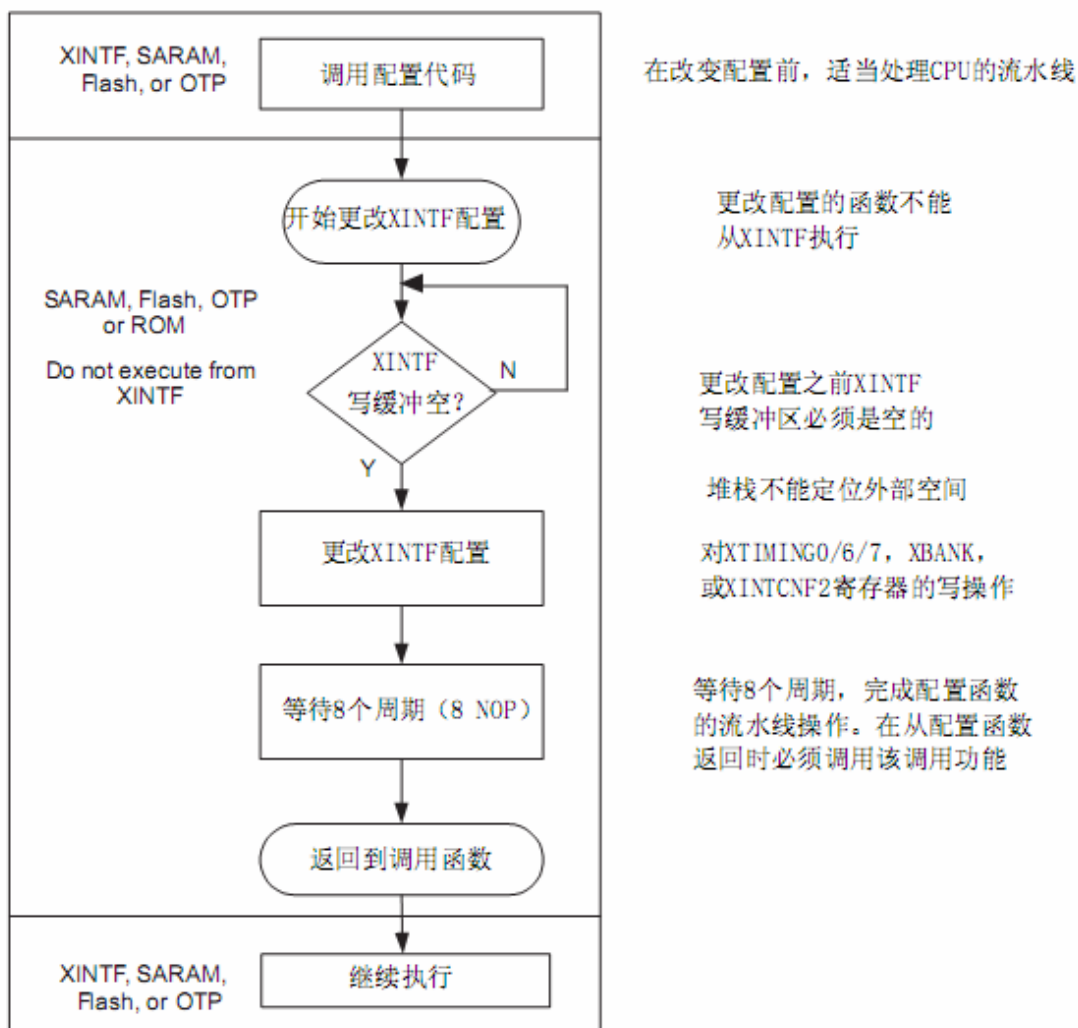 XINTF, SARAM,
Flash, or OTP
调用配置代码
在改变配置前，适当处理CPU的流水线
开始更改XINTF配置
更改配置的函数不能
从XINTF执行
SARAM, Flash, OTP
or ROM
Do not execute from
XINTF
XINTF
写缓冲空？
N
Y
更改配置之前XINTF
写缓冲区必须是空的
堆栈不能定位外部空间
更改XINTF配置
对XTIMING0/6/7，XBANK，
或XINTCNF2寄存器的写操作
等待8个周期（8 NOP）
等待8个周期，完成配置函数
的流水线操作。在从配置函数
返回时必须调用该调用功能
返回到调用函数
XINTF, SARAM,
Flash, or OTP
继续执行